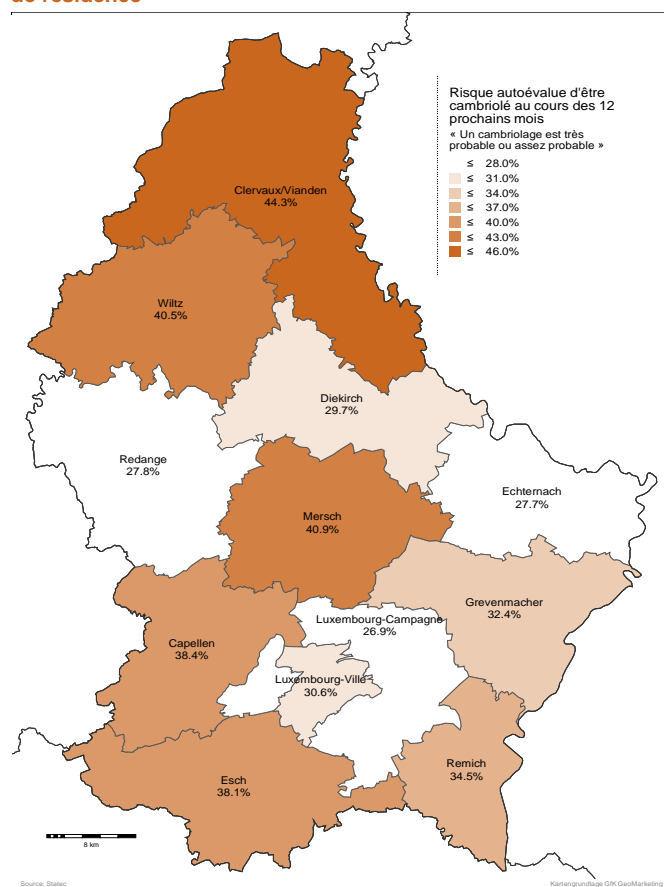 de résidence
Risque autoévalue d'être
cambriolé au cours des 12
prochains mois
« Un cambriolage est très
probable ou assez probable »
≤ 28.0%
≤ 31.0%
≤ 34.0%
≤ 37.0%
≤ 40.0%
≤ 43.0%
≤ 46.0%
Clervaux/Vianden
44.3%
Wiltz
40.5%
Diekirch
29.7%
Redange
27.8%
Echternach
27.7%
Mersch
40.9%
Grevenmacher
32.4%
Luxembourg-Campagne
26.9%
Capellen
38.4%
Luxembourg-Ville
30.6%
Remich
34.5%
Esch
38.1%
8 km
Source: Statec
Kartengrundlage GfK GeoMarketing